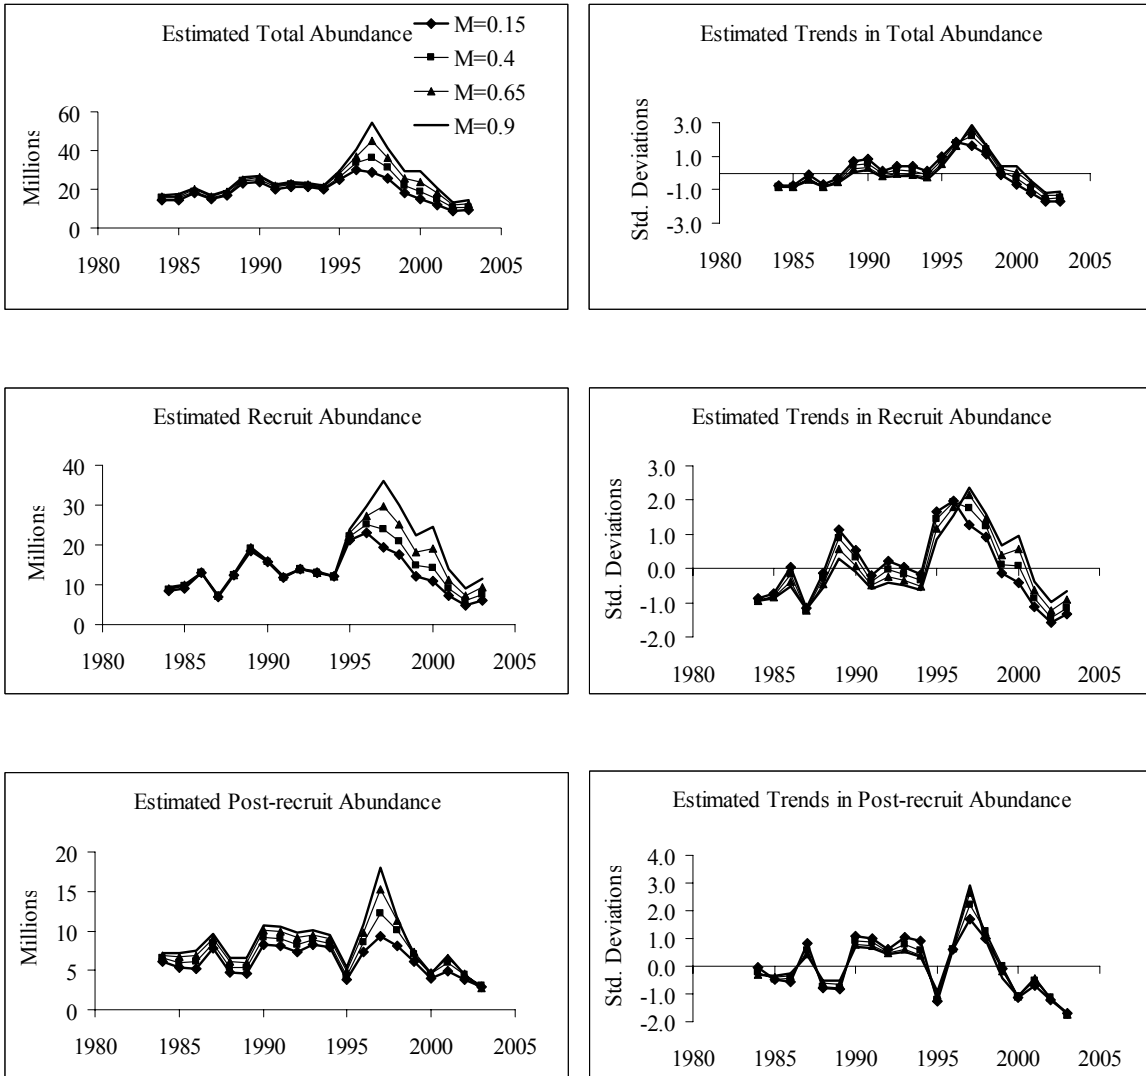 Estimated Total Abundance
M=0.15
M=0.4
M=0.65
M=0.9
Millions
60
40
20
0
1980 1985 1990 1995 2000 2005
Estimated Trends in Total Abundance
Std. Deviations
3.0
1.0
-1.0
-3.0
1980 1985 1990 1995 2000 2005
Estimated Recruit Abundance
Millions
40
30
20
10
0
1980 1985 1990 1995 2000 2005
Estimated Trends in Recruit Abundance
Std. Deviations
3.0
2.0
1.0
0.0
-1.0
-2.0
1980 1985 1990 1995 2000 2005
Estimated Post-recruit Abundance
Millions
20
15
10
5
0
1980 1985 1990 1995 2000 2005
Estimated Trends in Post-recruit Abundance
Std. Deviations
4.0
3.0
2.0
1.0
0.0
-1.0
-2.0
1980 1985 1990 1995 2000 2005